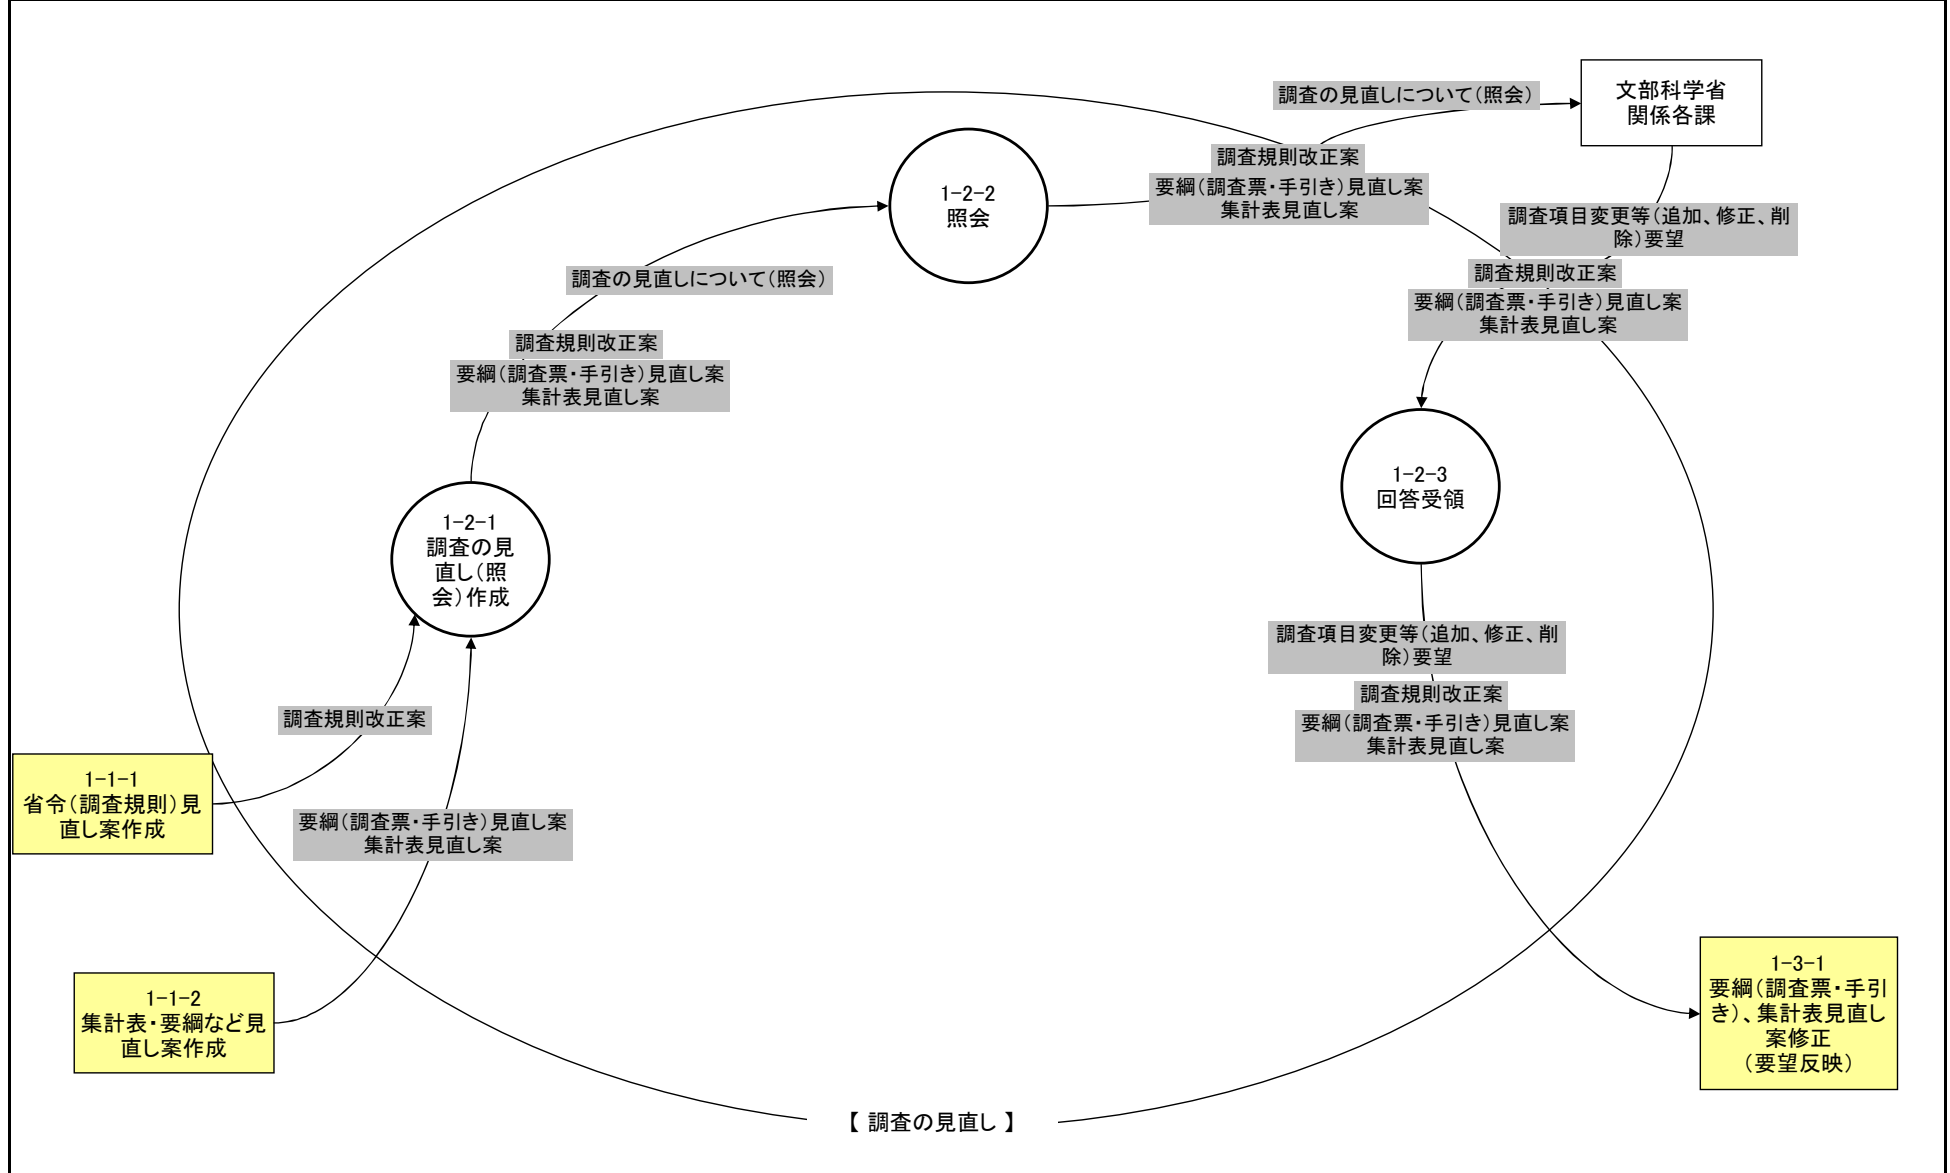 調査の見直しについて（照会）
文部科学省
関係各課
調査規則改正案
要綱（調査票・手引き）見直し案
集計表見直し案
1-2-2
照会
調査項目変更等（追加、修正、削
除）要望
調査規則改正案
要綱（調査票・手引き）見直し案
集計表見直し案
調査の見直しについて（照会）
調査規則改正案
要綱（調査票・手引き）見直し案
集計表見直し案
1-2-3
回答受領
1-2-1
調査の見
直し（照
会）作成
調査項目変更等（追加、修正、削
除）要望
調査規則改正案
要綱（調査票・手引き）見直し案
集計表見直し案
調査規則改正案
1-1-1
省令（調査規則）見
直し案作成
要綱（調査票・手引き）見直し案
集計表見直し案
1-1-2
集計表・要綱など見
直し案作成
1-3-1
要綱（調査票・手引
き）、集計表見直し
案修正
（要望反映）
【 調査の見直し 】